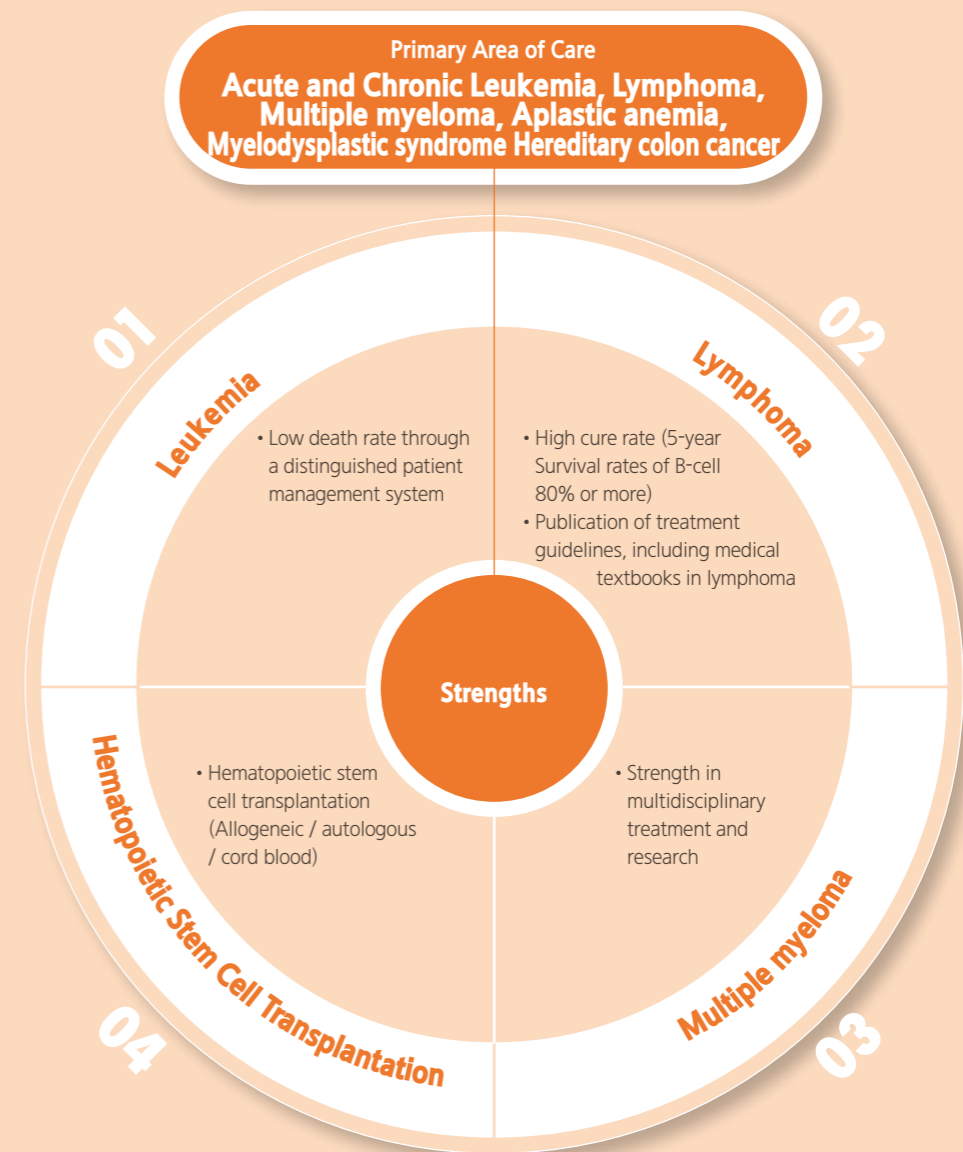 Primary Area of Care
Acute and Chronic Leukemia, Lymphoma,
Multiple myeloma, Aplastic anemia,
Myelodysplastic syndrome Hereditary colon cancer
01
Leukemia
• Low death rate through
a distinguished patient
management system
02
Lymphoma
• High cure rate (5-year
Survival rates of B-cell
80% or more)
• Publication of treatment
guidelines, including medical
textbooks in lymphoma
Strengths
03
Multiple myeloma
• Strength in
multidisciplinary
treatment and
research
04
Hematopoietic Stem Cell Transplantation
• Hematopoietic stem
cell transplantation
(Allogeneic / autologous
/ cord blood)